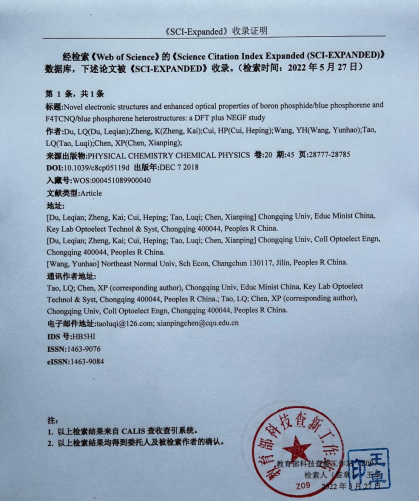 《SCI-Expanded》收录证明
经检索《Web of Science》的《Science Citation Index Expanded (SCI-EXPANDED)》
数据库，下述论文被《SCI-EXPANDED》收录。（检索时间：2022 年 5 月 27 日）
第 1 条，共 1 条
标题:Novel electronic structures and enhanced optical properties of boron phosphide/blue phosphorene and
F4TCNQ/blue phosphorene heterostructures: a DFT plus NEGF study
作者:Du, LQ(Du, Leqian);Zheng, K(Zheng, Kai);Cui, HP(Cui, Heping);Wang, YH(Wang, Yunhao);Tao,
LQ(Tao, Luqi);Chen, XP(Chen, Xianping);
来源出版物:PHYSICAL CHEMISTRY CHEMICAL PHYSICS 卷:20 期:45 页:28777-28785
DOI:10.1039/c8cp05119d 出版年:DEC 7 2018
入藏号:WOS:000451089900040
文献类型:Article
地址:
[Du, Leqian; Zheng, Kai; Cui, Heping; Tao, Luqi; Chen, Xianping] Chongqing Univ, Educ Minist China,
Key Lab Optoelect Technol & Syst, Chongqing 400044, Peoples R China.
[Du, Leqian; Zheng, Kai; Cui, Heping; Tao, Luqi; Chen, Xianping] Chongqing Univ, Coll Optoelect Engn,
Chongqing 400044, Peoples R China.
[Wang, Yunhao] Northeast Normal Univ, Sch Econ, Changchun 130117, Jilin, Peoples R China.
通讯作者地址:
Tao, LQ; Chen, XP (corresponding author), Chongqing Univ, Educ Minist China, Key Lab Optoelect
Technol & Syst, Chongqing 400044, Peoples R China.; Tao, LQ; Chen, XP (corresponding author),
Chongqing Univ, Coll Optoelect Engn, Chongqing 400044, Peoples R China.
电子邮件地址:taoluqi@126.com; xianpingchen@cqu.edu.cn
IDS 号:HB5HI
ISSN:1463-9076
eISSN:1463-9084
注：
1. 以上检索结果来自 CALIS 查收查引系统。
2. 以上检索结果均得到委托人及被检索作者的确认。
教育部科技查新工作站
Z09
检索人
2022 年 5 月 27 日